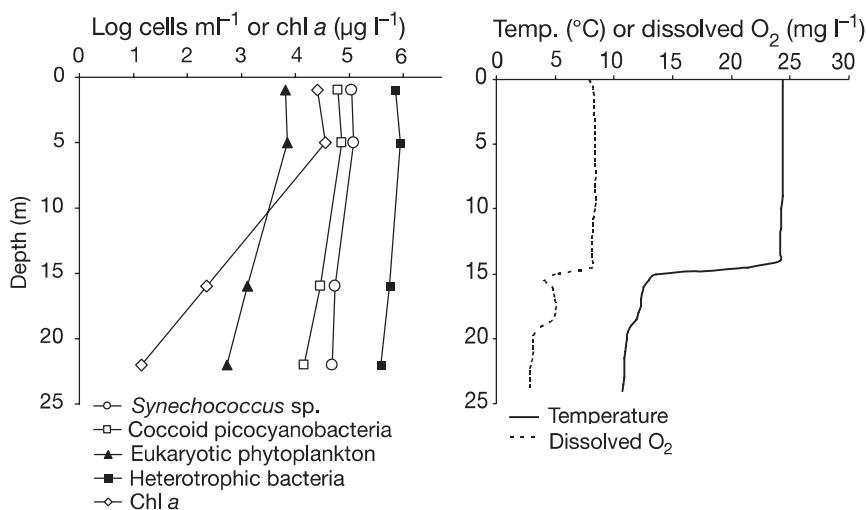 Log cells ml⁻¹ or chl a (µg l⁻¹)
0 1 2 3 4 5 6
0
5
10
15
20
25
Depth (m)
Synechococcus sp.
Coccoid picocyanobacteria
Eukaryotic phytoplankton
Heterotrophic bacteria
Chl a
Temp. (°C) or dissolved O₂ (mg l⁻¹)
0 5 10 15 20 25 30
0
5
10
15
20
25
Temperature
Dissolved O₂